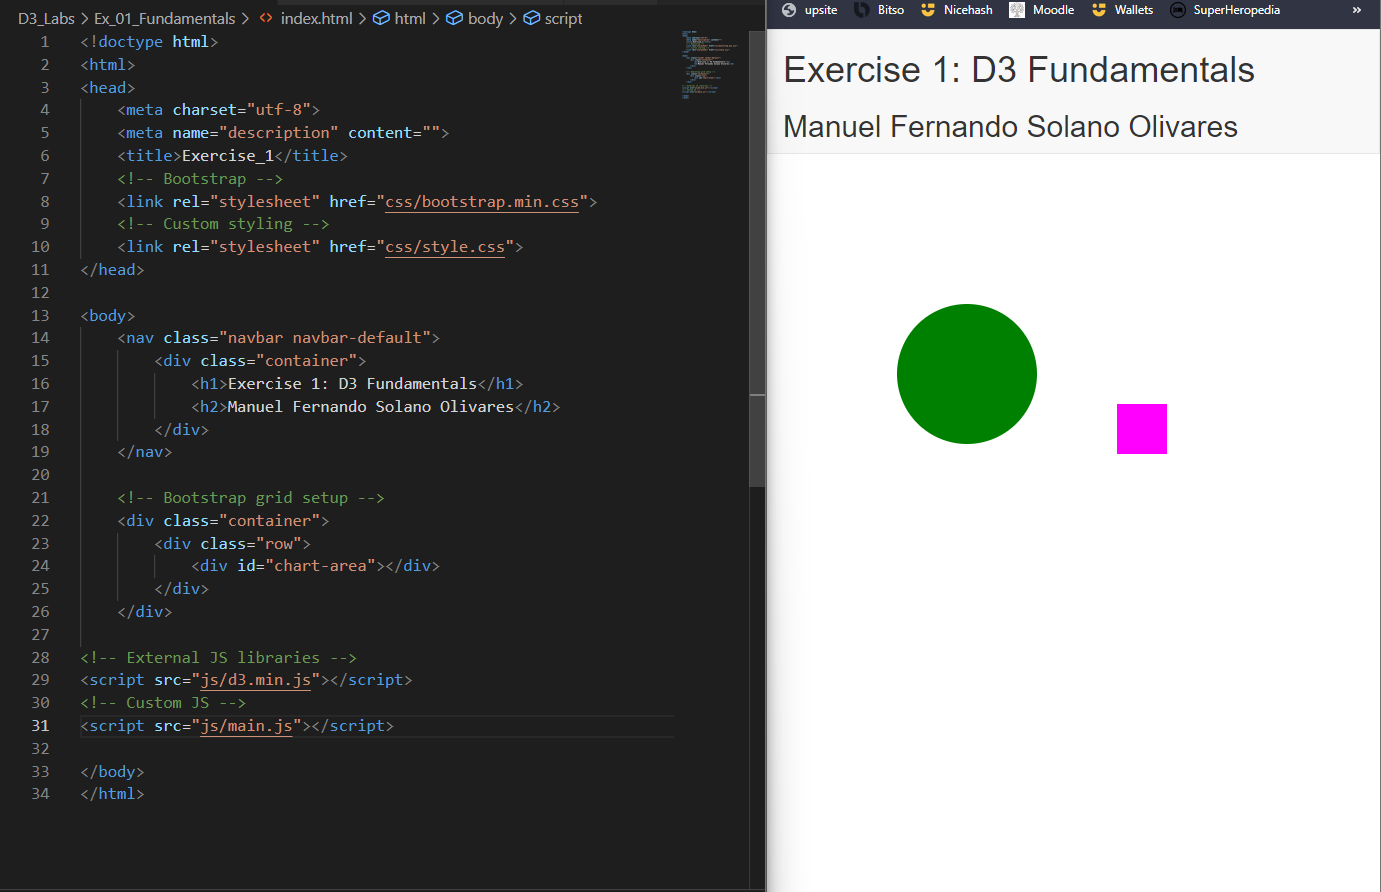 D3_Labs > Ex_01_Fundamentals > index.html > html > body > script
1 <!doctype html>
2 <html>
3 <head>
4 <meta charset="utf-8">
5 <meta name="description" content="">
6 <title>Exercise_1</title>
7 <!-- Bootstrap -->
8 <link rel="stylesheet" href="css/bootstrap.min.css">
9 <!-- Custom styling -->
10 <link rel="stylesheet" href="css/style.css">
11 </head>
12
13 <body>
14 <nav class="navbar navbar-default">
15 <div class="container">
16 <h1>Exercise 1: D3 Fundamentals</h1>
17 <h2>Manuel Fernando Solano Olivares</h2>
18 </div>
19 </nav>
20
21 <!-- Bootstrap grid setup -->
22 <div class="container">
23 <div class="row">
24 <div id="chart-area"></div>
25 </div>
26 </div>
27
28 <!-- External JS libraries -->
29 <script src="js/d3.min.js"></script>
30 <!-- Custom JS -->
31 <script src="js/main.js"></script>
32
33 </body>
34 </html>
upsite Bitso Nicehash Moodle Wallets SuperHeropedia »
Exercise 1: D3 Fundamentals
Manuel Fernando Solano Olivares